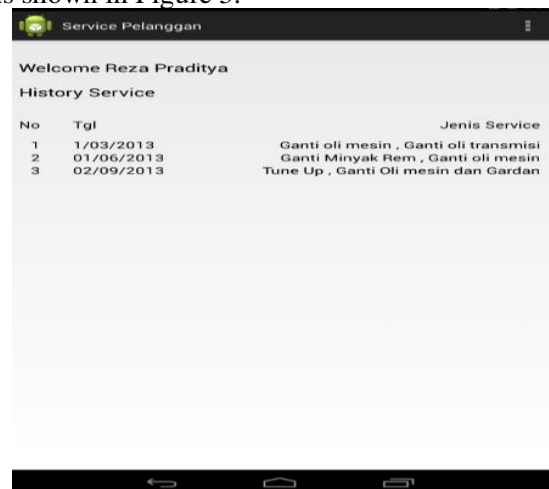 s shown in Figure 3.
Service Pelanggan
Welcome Reza Praditya
History Service
No Tgl Jenis Service
1 1/03/2013 Ganti oli mesin , Ganti oli transmisi
2 01/06/2013 Ganti Minyak Rem , Ganti oli mesin
3 02/09/2013 Tune Up , Ganti Oli mesin dan Gardan